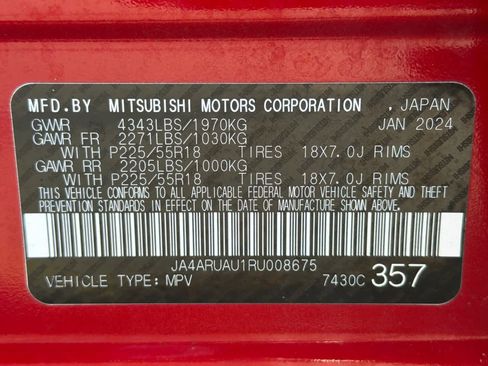 MFD.BY MITSUBISHI MOTORS CORPORATION , JAPAN
GVWR 4343LBS/1970KG JAN 2024
GAWR FR 2271LBS/1030KG
WITH P225/55R18 TIRES 18X7.0J RIMS
GAWR RR 2205LBS/1000KG
WITH P225/55R18 TIRES 18X7.0J RIMS
THIS VEHICLE CONFORMS TO ALL APPLICABLE FEDERAL MOTOR VEHICLE SAFETY AND THEFT
PREVENTION STANDARDS IN EFFECT ON THE DATE OF MANUFACTURE SHOWN ABOVE.
JA4ARUAU1RU008675
VEHICLE TYPE: MPV 7430C 357